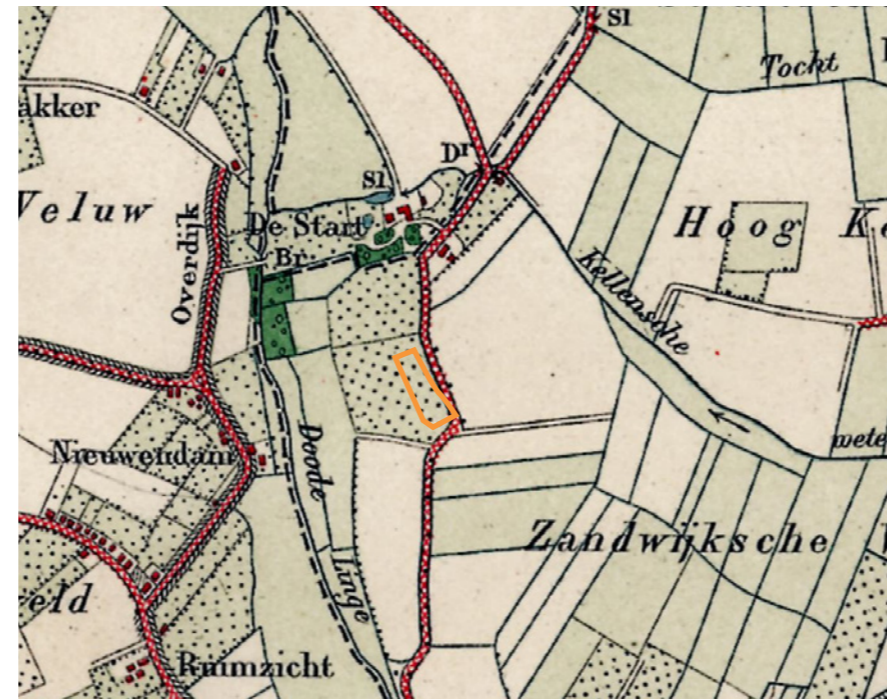 Sl
Tocht
akker
Dr
Sl
Veluw
De Start
Hoog Ke
Br
Overdijk
Kellensche
Doode
wete
Nieuwendam
Zandwijksche
Linge
eld
Ruimzicht